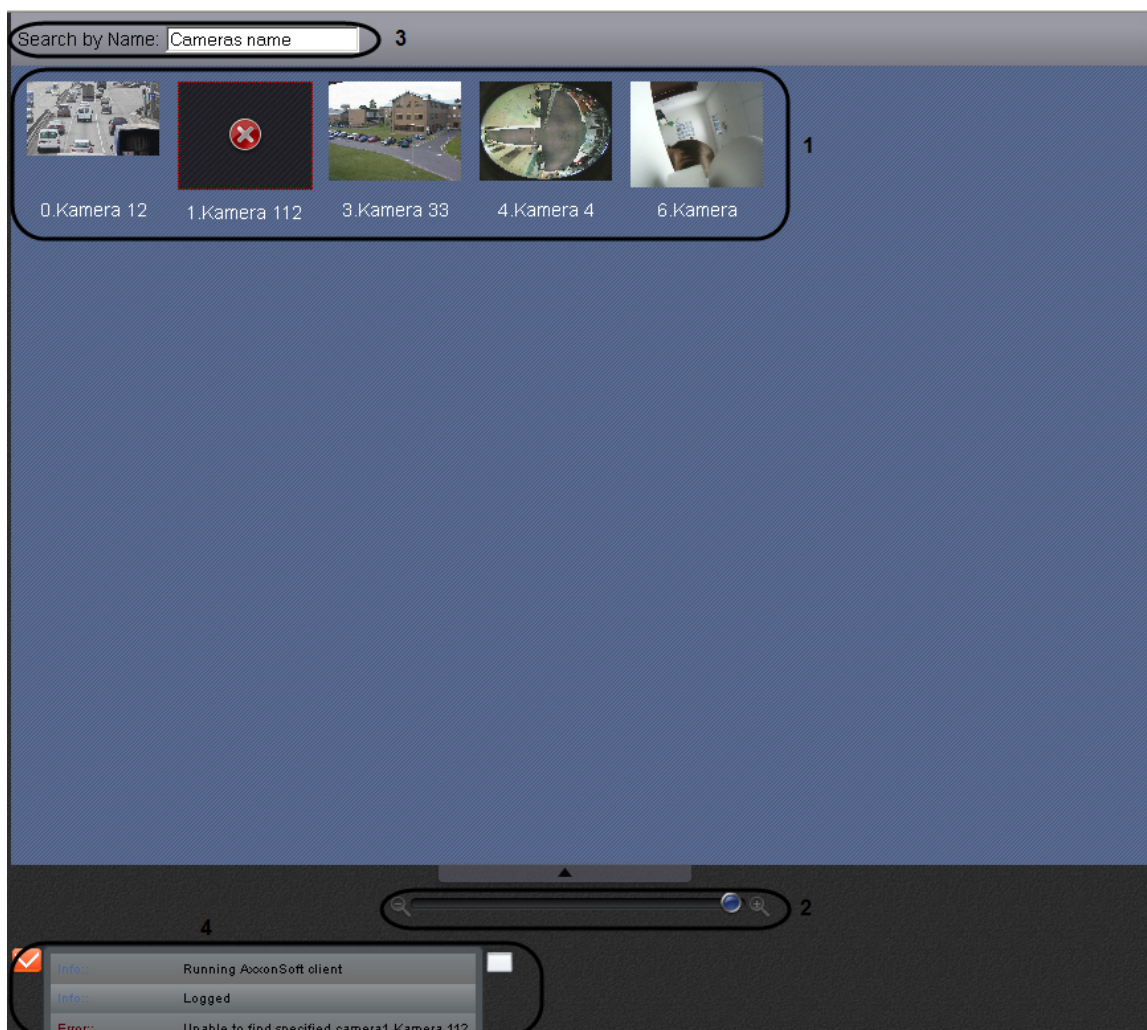 Search by Name: Cameras name 3
1
0.Kamera 12 1.Kamera 112 3.Kamera 33 4.Kamera 4 6.Kamera
2
4
Info:: Running AxxonSoft client
Info:: Logged
Error:: Unable to find specified camera1.Kamera 112